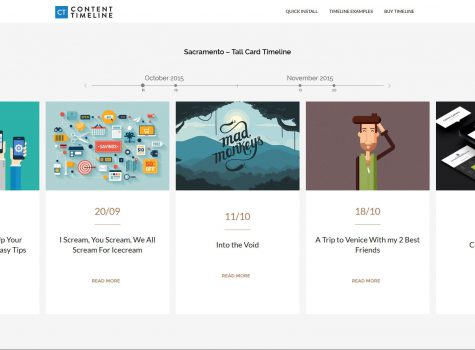 CT CONTENT
TIMELINE
QUICK INSTALL TIMELINE EXAMPLES BUY TIMELINE
Sacramento – Tall Card Timeline
October 2015 November 2015
SAVINGS
50%
OFF
mad
monkeys
20/09
11/10
18/10
Up Your
asy Tips
I Scream, You Scream, We All
Scream For Icecream
Into the Void
A Trip to Venice With my 2 Best
Friends
C
READ MORE
READ MORE
READ MORE